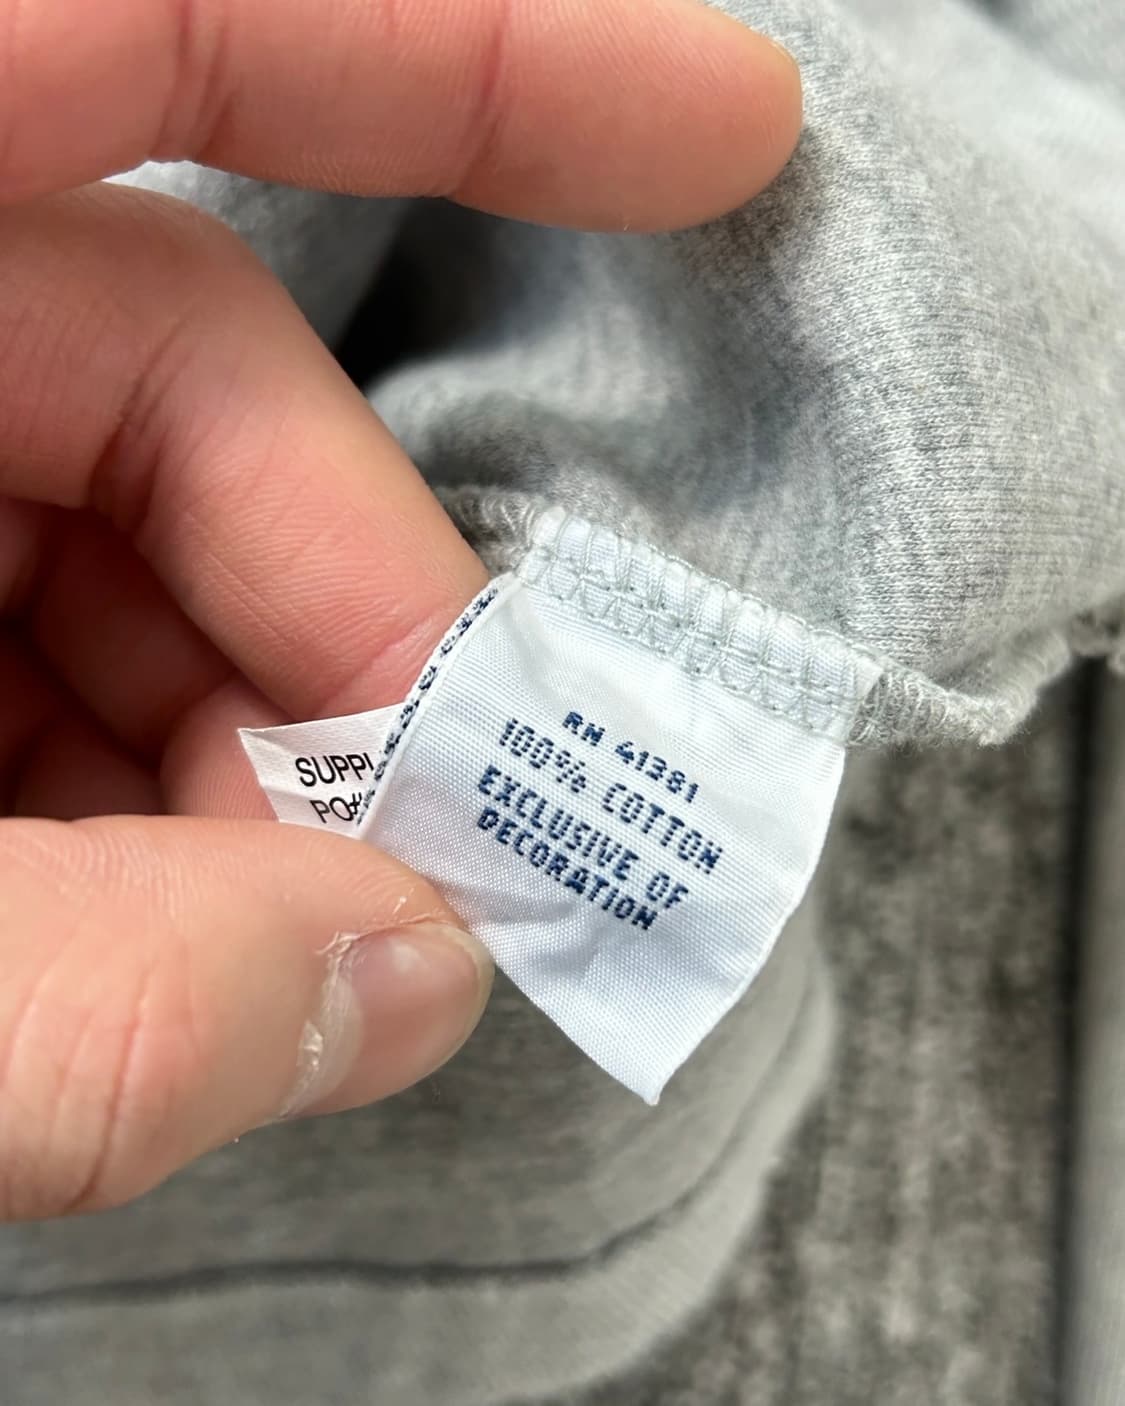 RN 41381
100% COTTON
EXCLUSIVE OF
DECORATION
SUPPL
PO#